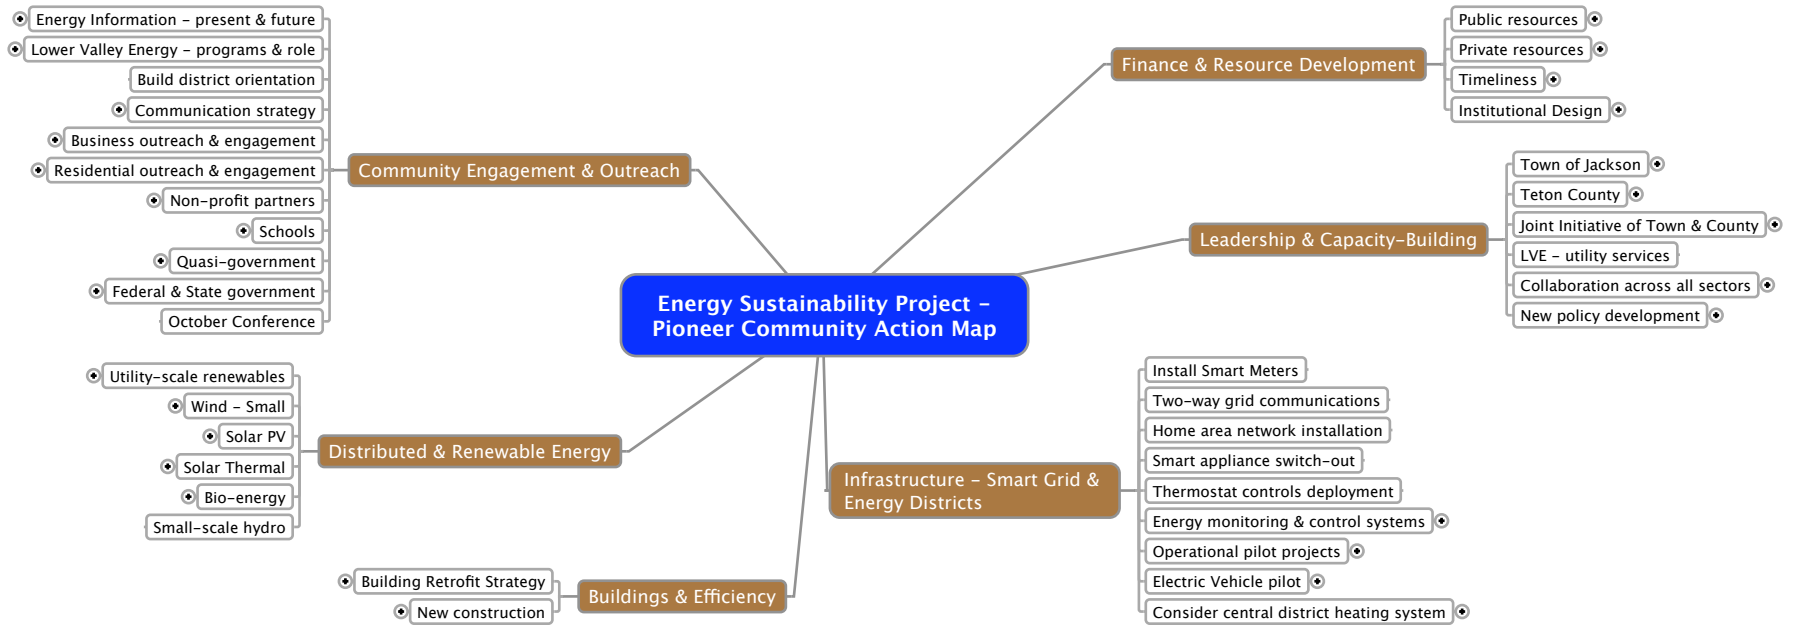 Energy Sustainability Project –
Pioneer Community Action Map
Community Engagement & Outreach
Energy Information – present & future
Lower Valley Energy – programs & role
Build district orientation
Communication strategy
Business outreach & engagement
Residential outreach & engagement
Non-profit partners
Schools
Quasi-government
Federal & State government
October Conference
Distributed & Renewable Energy
Utility-scale renewables
Wind – Small
Solar PV
Solar Thermal
Bio-energy
Small-scale hydro
Buildings & Efficiency
Building Retrofit Strategy
New construction
Finance & Resource Development
Public resources
Private resources
Timeliness
Institutional Design
Leadership & Capacity-Building
Town of Jackson
Teton County
Joint Initiative of Town & County
LVE – utility services
Collaboration across all sectors
New policy development
Infrastructure – Smart Grid &
Energy Districts
Install Smart Meters
Two-way grid communications
Home area network installation
Smart appliance switch-out
Thermostat controls deployment
Energy monitoring & control systems
Operational pilot projects
Electric Vehicle pilot
Consider central district heating system